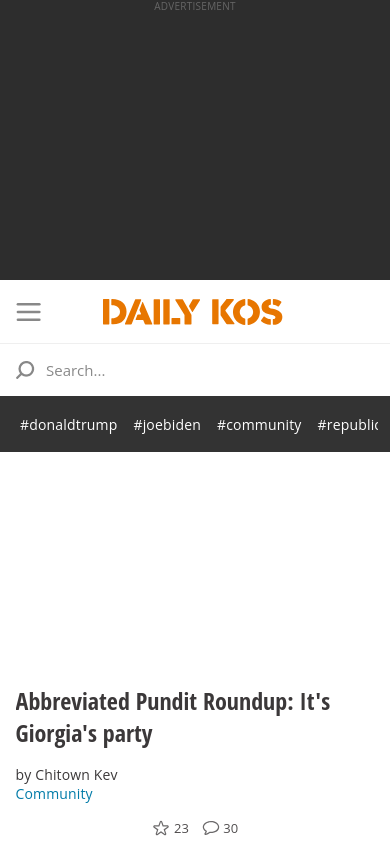 ADVERTISEMENT
DAILY KOS
Search...
#donaldtrump #joebiden #community #republic
Abbreviated Pundit Roundup: It's
Giorgia's party
by Chitown Kev
Community
23 30